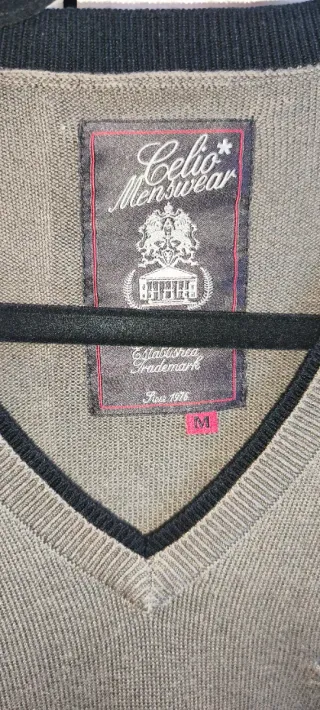 Celio*
Menswear
Established
Trademark
Since 1978
M